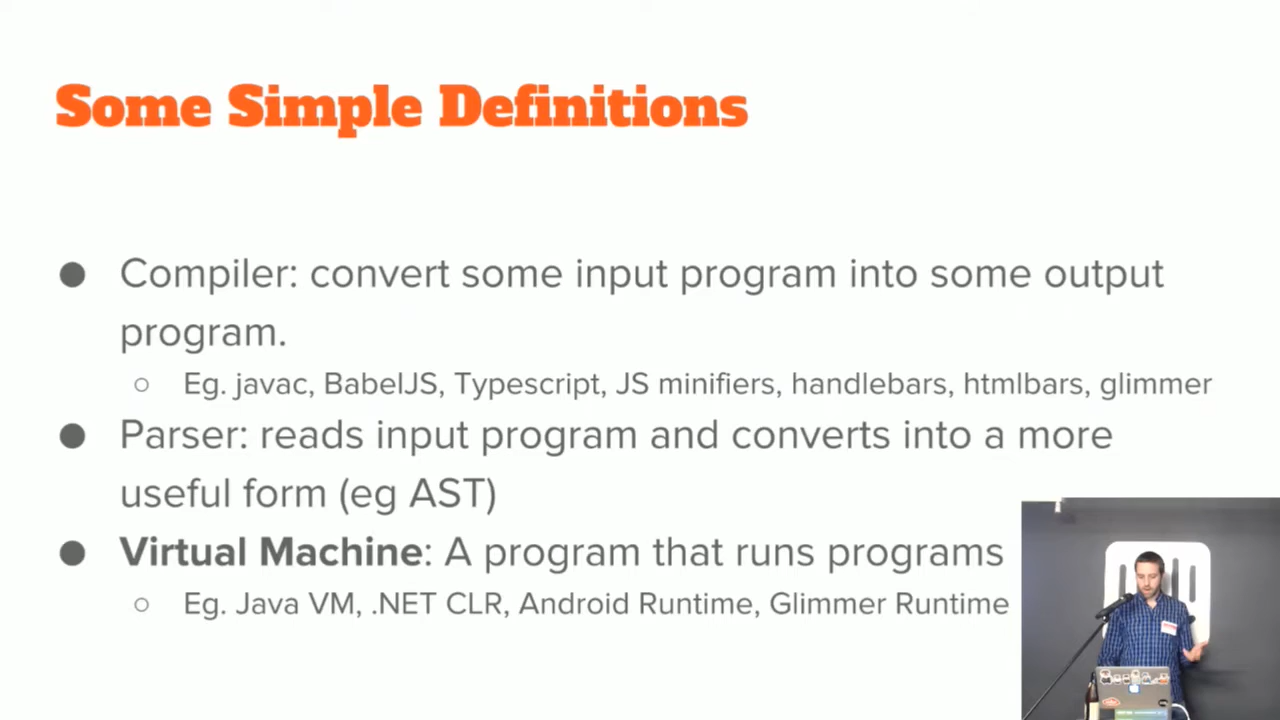 Some Simple Definitions
● Compiler: convert some input program into some output
program.
○ Eg. javac, BabelJS, Typescript, JS minifiers, handlebars, htmlbars, glimmer
● Parser: reads input program and converts into a more
useful form (eg AST)
● Virtual Machine: A program that runs programs
○ Eg. Java VM, .NET CLR, Android Runtime, Glimmer Runtime